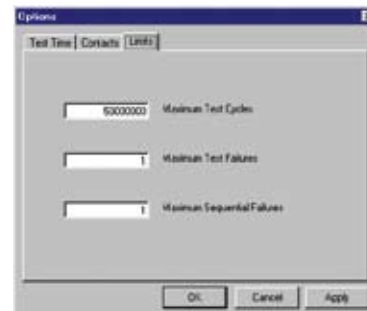 Options
Test Time Contacts Limits
50000000 Maximum Test Cycles
1 Maximum Test Failures
1 Maximum Sequential Failures
OK Cancel Apply